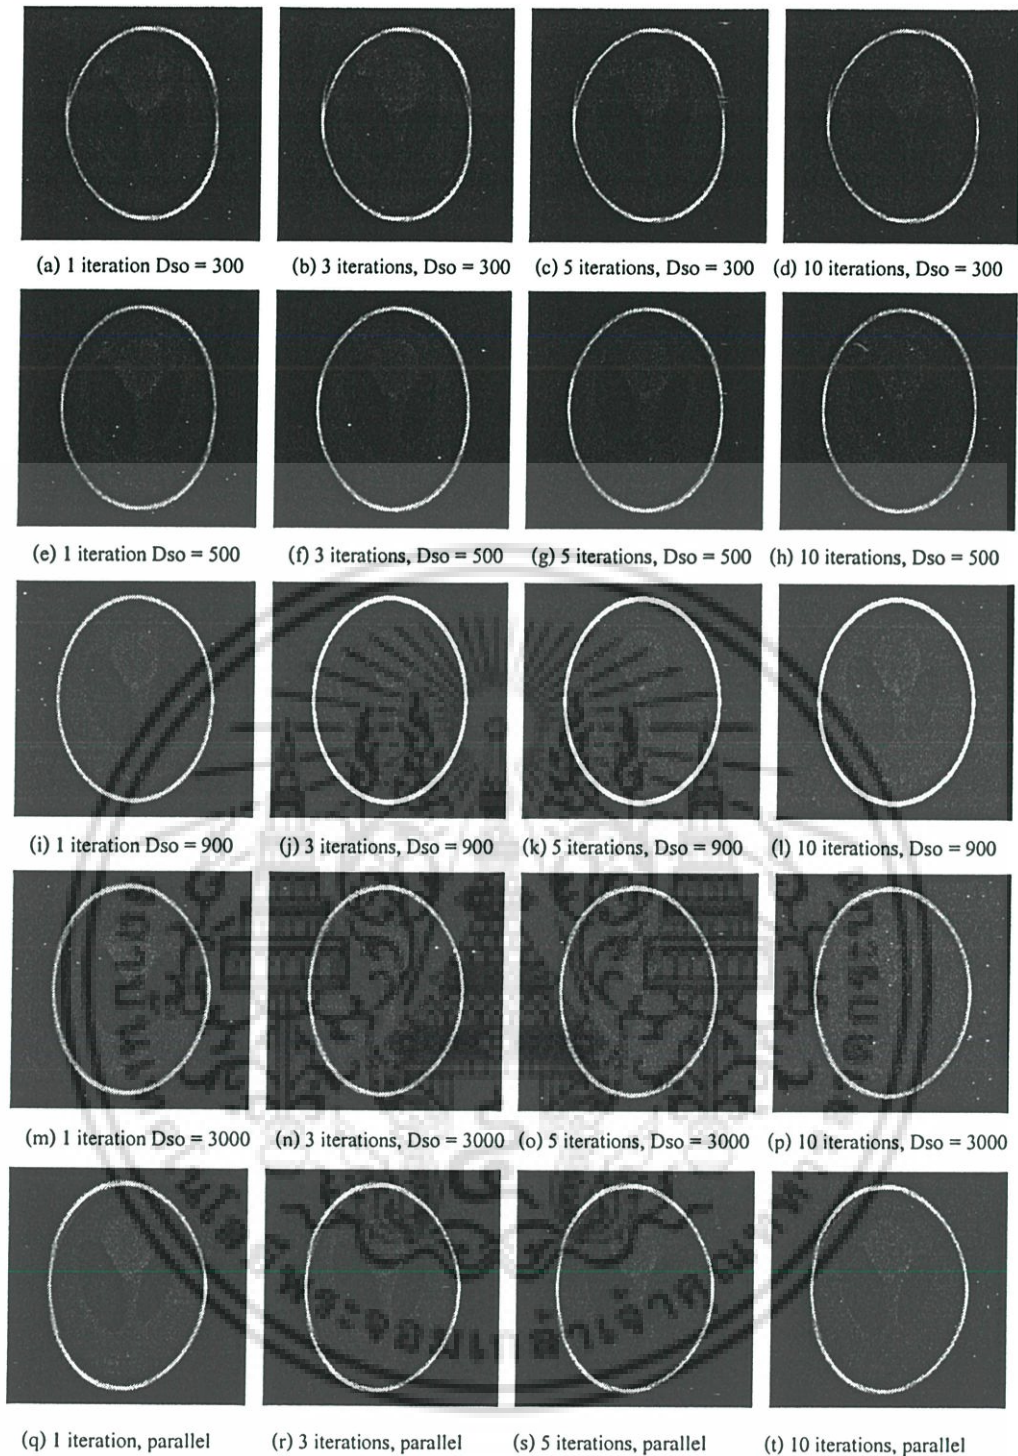 (a) 1 iteration Dso = 300 (b) 3 iterations, Dso = 300 (c) 5 iterations, Dso = 300 (d) 10 iterations, Dso = 300
(e) 1 iteration Dso = 500 (f) 3 iterations, Dso = 500 (g) 5 iterations, Dso = 500 (h) 10 iterations, Dso = 500
(i) 1 iteration Dso = 900 (j) 3 iterations, Dso = 900 (k) 5 iterations, Dso = 900 (l) 10 iterations, Dso = 900
(m) 1 iteration Dso = 3000 (n) 3 iterations, Dso = 3000 (o) 5 iterations, Dso = 3000 (p) 10 iterations, Dso = 3000
(q) 1 iteration, parallel (r) 3 iterations, parallel (s) 5 iterations, parallel (t) 10 iterations, parallel